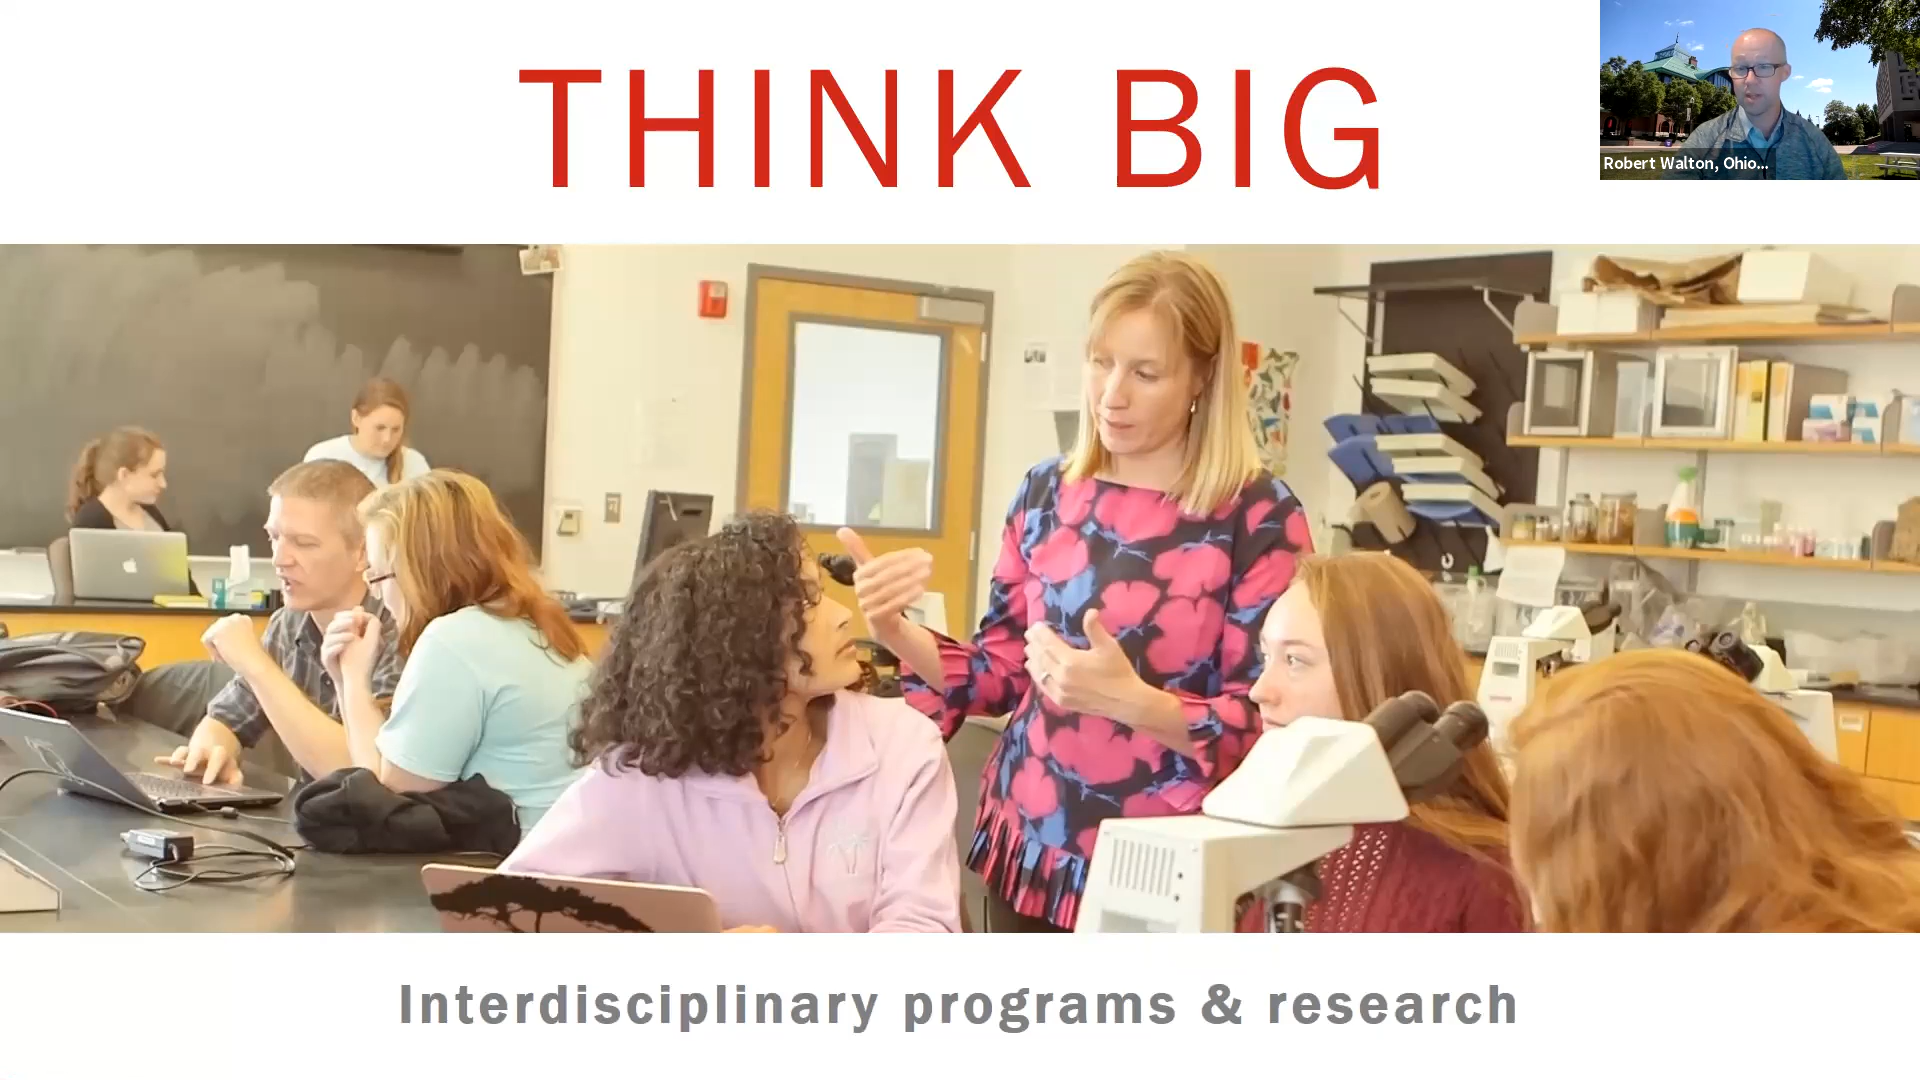 THINK BIG
Robert Walton, Ohio...
Interdisciplinary programs & research